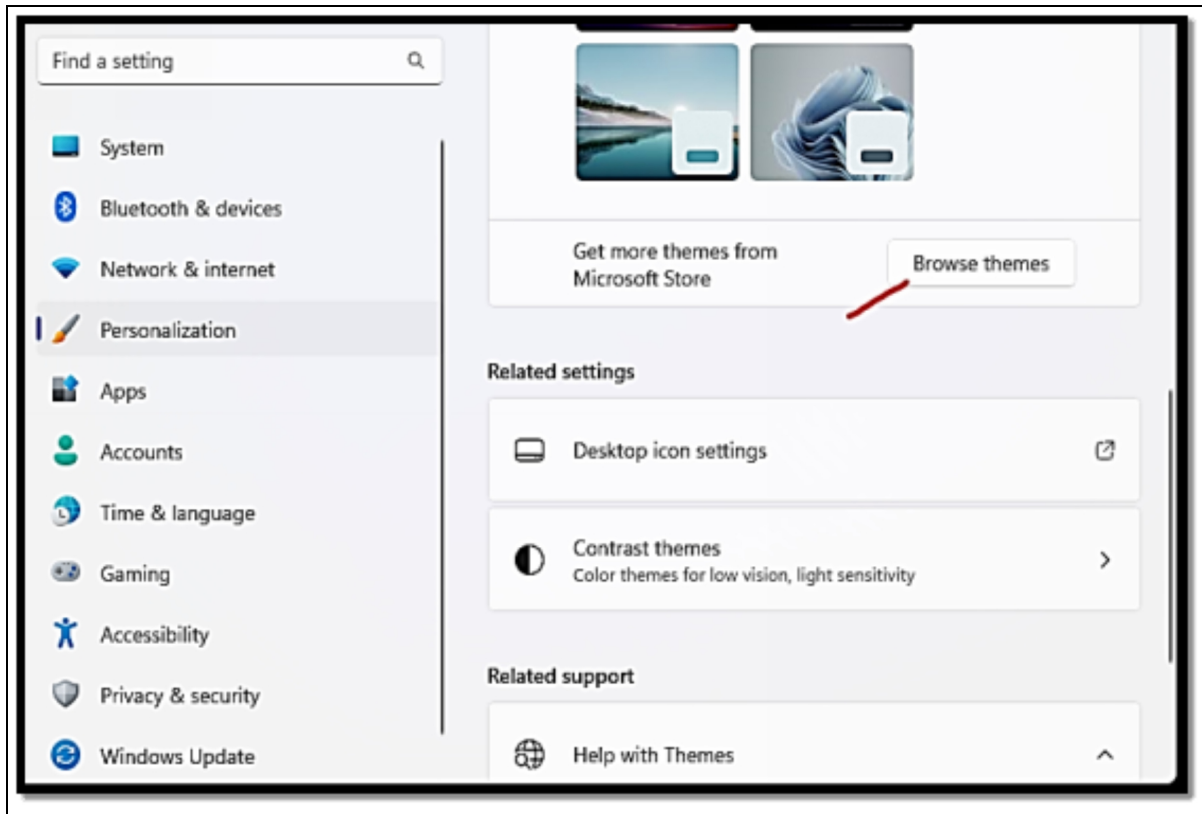 Find a setting
System
Bluetooth & devices
Network & internet
Personalization
Apps
Accounts
Time & language
Gaming
Accessibility
Privacy & security
Windows Update
Get more themes from
Microsoft Store
Browse themes
Related settings
Desktop icon settings
Contrast themes
Color themes for low vision, light sensitivity
Related support
Help with Themes